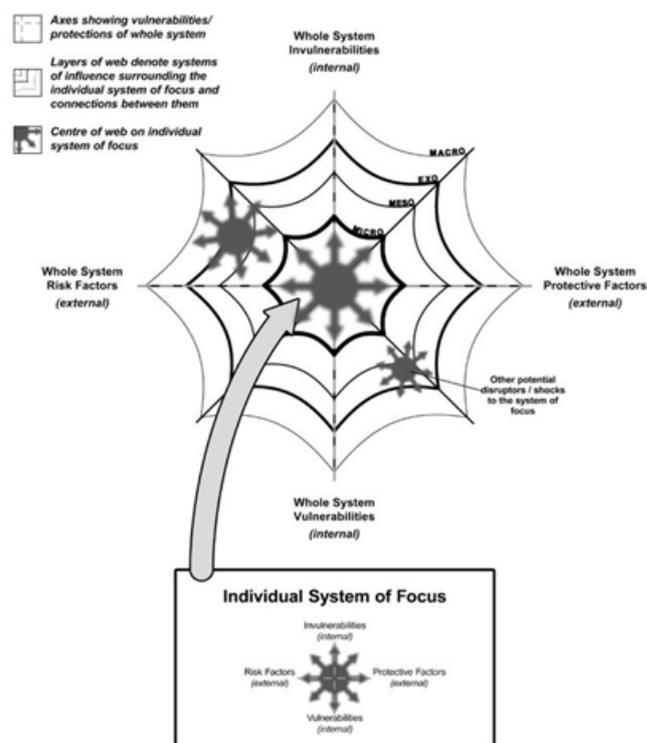 Axes showing vulnerabilities/
protections of whole system
Layers of web denote systems
of influence surrounding the
individual system of focus and
connections between them
Centre of web on individual
system of focus
Whole System
Invulnerabilities
(internal)
MACRO
EXO
MESO
MICRO
Whole System
Risk Factors
(external)
Whole System
Protective Factors
(external)
Other potential
disruptors / shocks
to the system of
focus
Whole System
Vulnerabilities
(internal)
Individual System of Focus
Invulnerabilities
(internal)
Risk Factors
(external)
Protective Factors
(external)
Vulnerabilities
(internal)